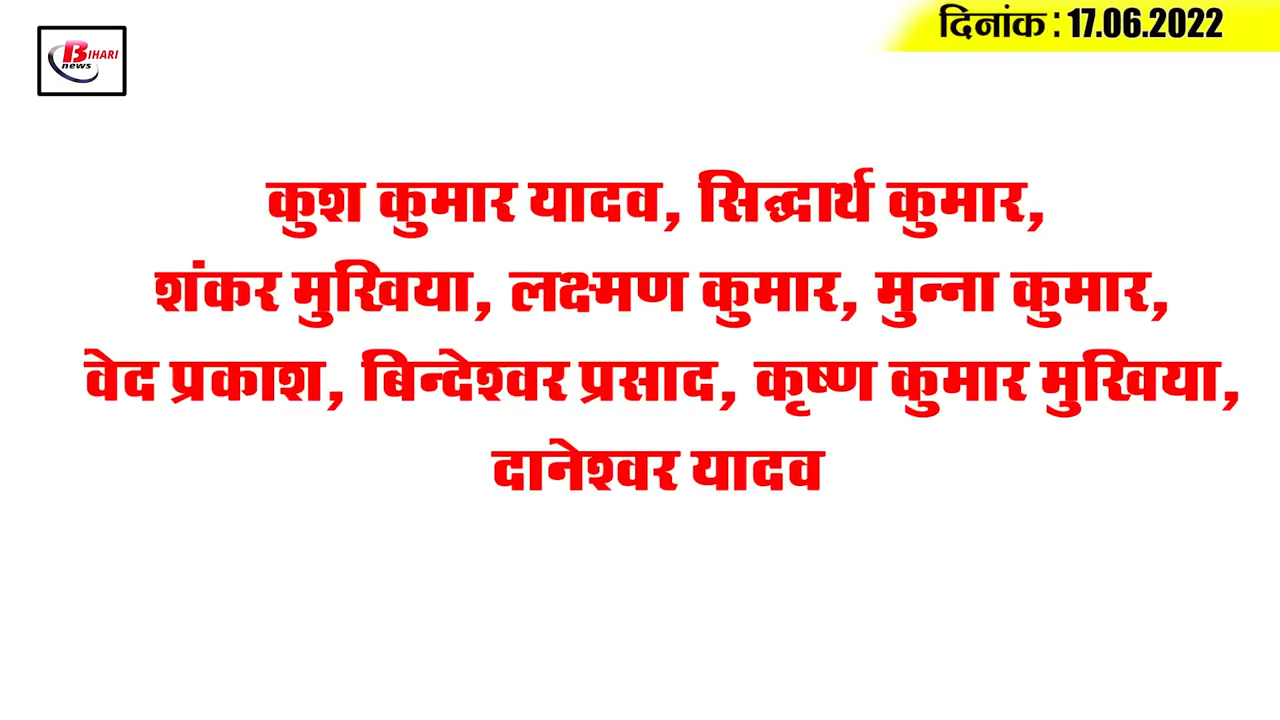 BIHARI
news
दिनांक : 17.06.2022
कुश कुमार यादव, सिद्धार्थ कुमार,
शंकर मुखिया, लक्ष्मण कुमार, मुन्ना कुमार,
वेद प्रकाश, बिन्देश्वर प्रसाद, कृष्ण कुमार मुखिया,
दानेश्वर यादव